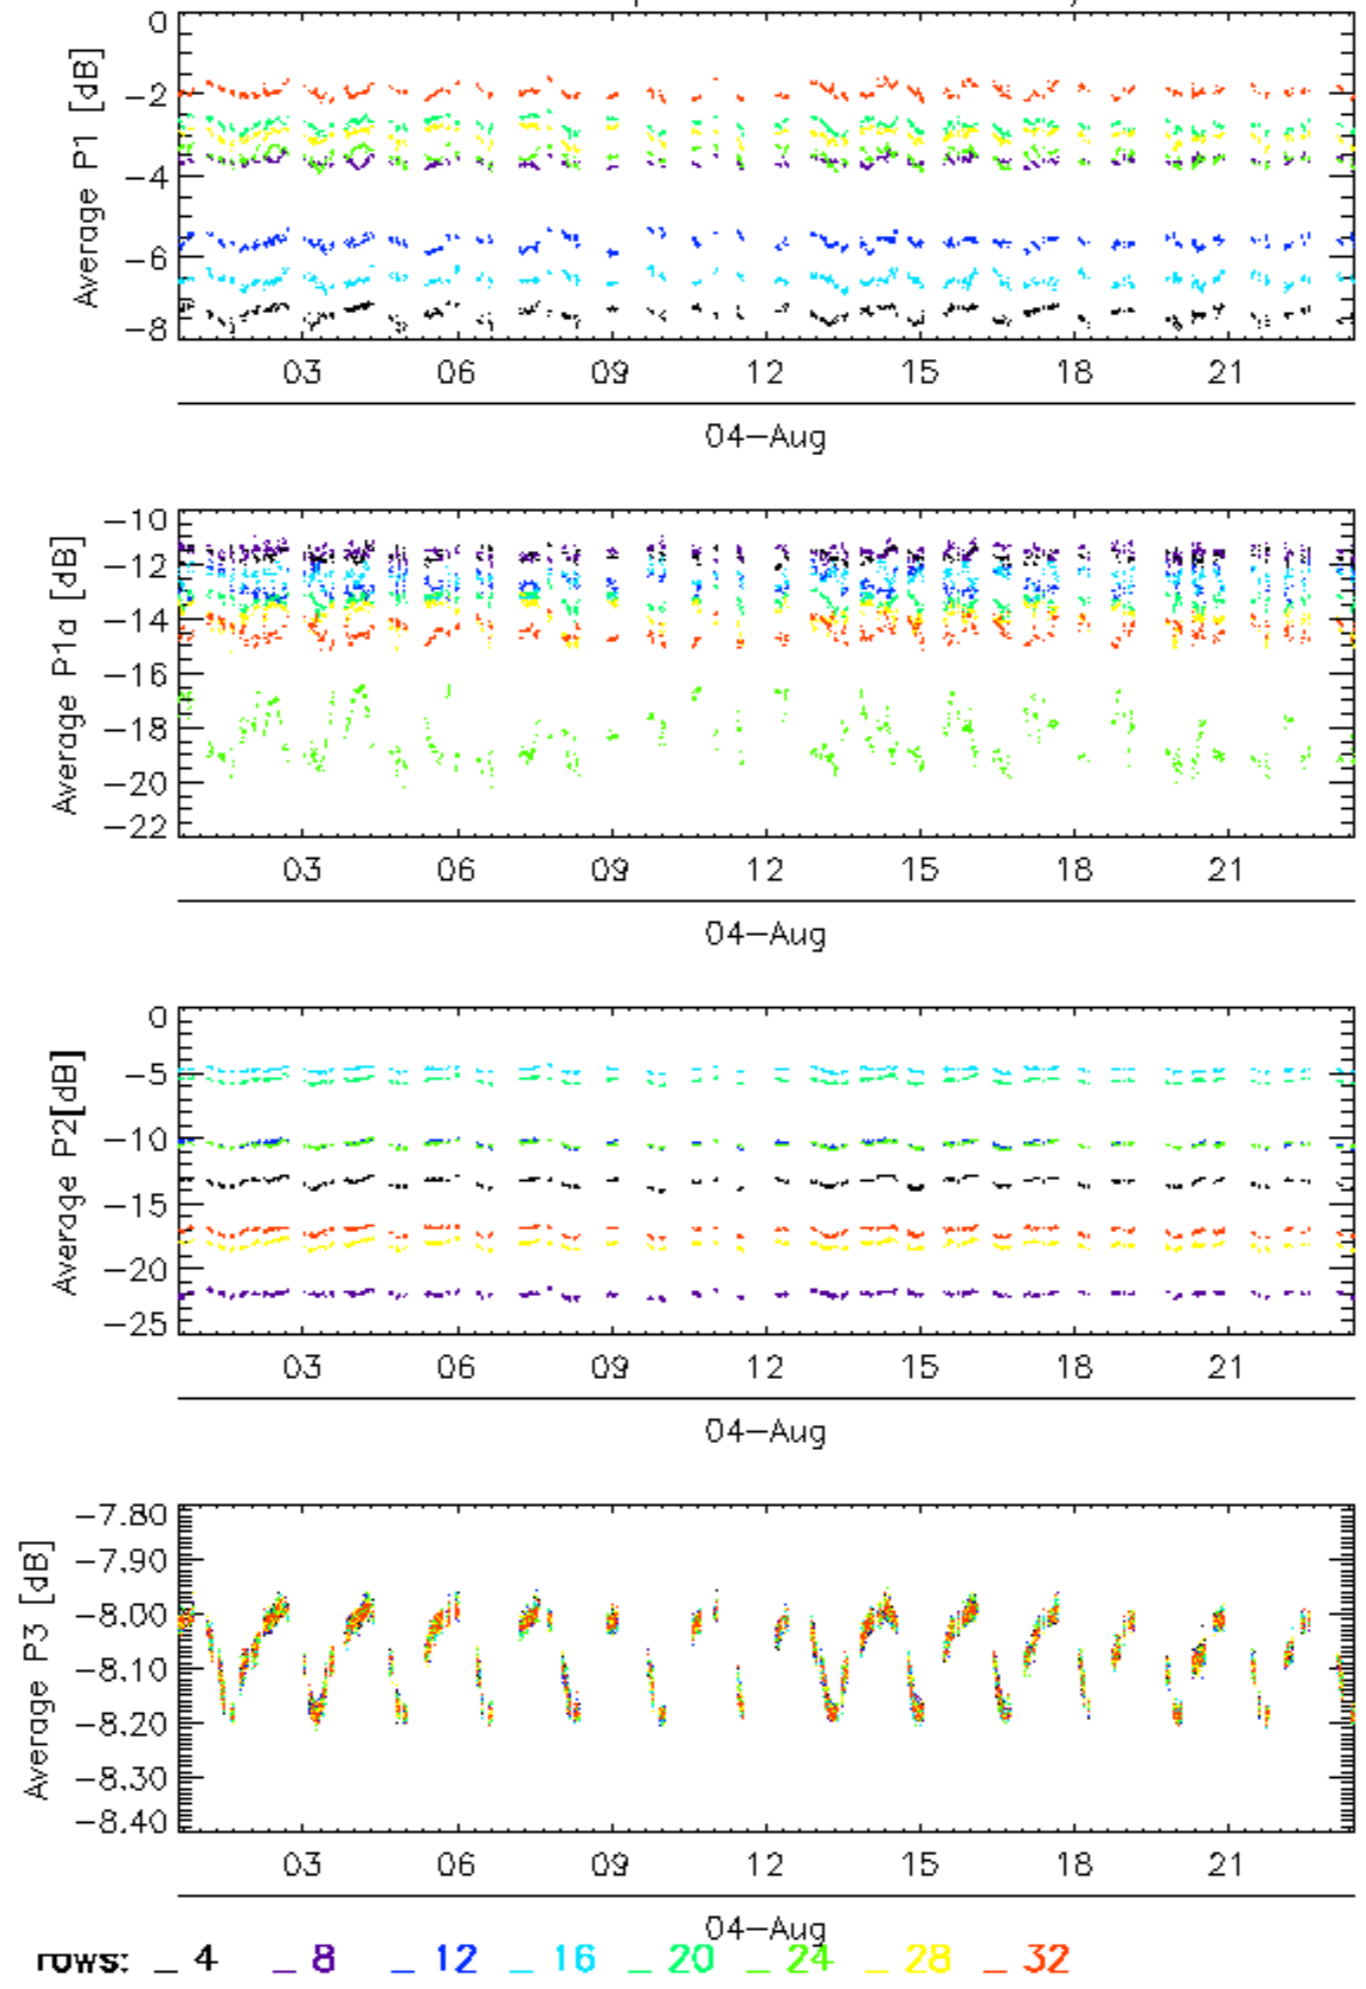 Average P1 [dB]
0
−2
−4
−6
−8
03 06 09 12 15 18 21
04−Aug
Average P1a [dB]
−10
−12
−14
−16
−18
−20
−22
03 06 09 12 15 18 21
04−Aug
Average P2[dB]
0
−5
−10
−15
−20
−25
03 06 09 12 15 18 21
04−Aug
Average P3 [dB]
−7.80
−7.90
−8.00
−8.10
−8.20
−8.30
−8.40
03 06 09 12 15 18 21
04−Aug
rows: _ 4 _ 8 _ 12 _ 16 _ 20 _ 24 _ 28 _ 32